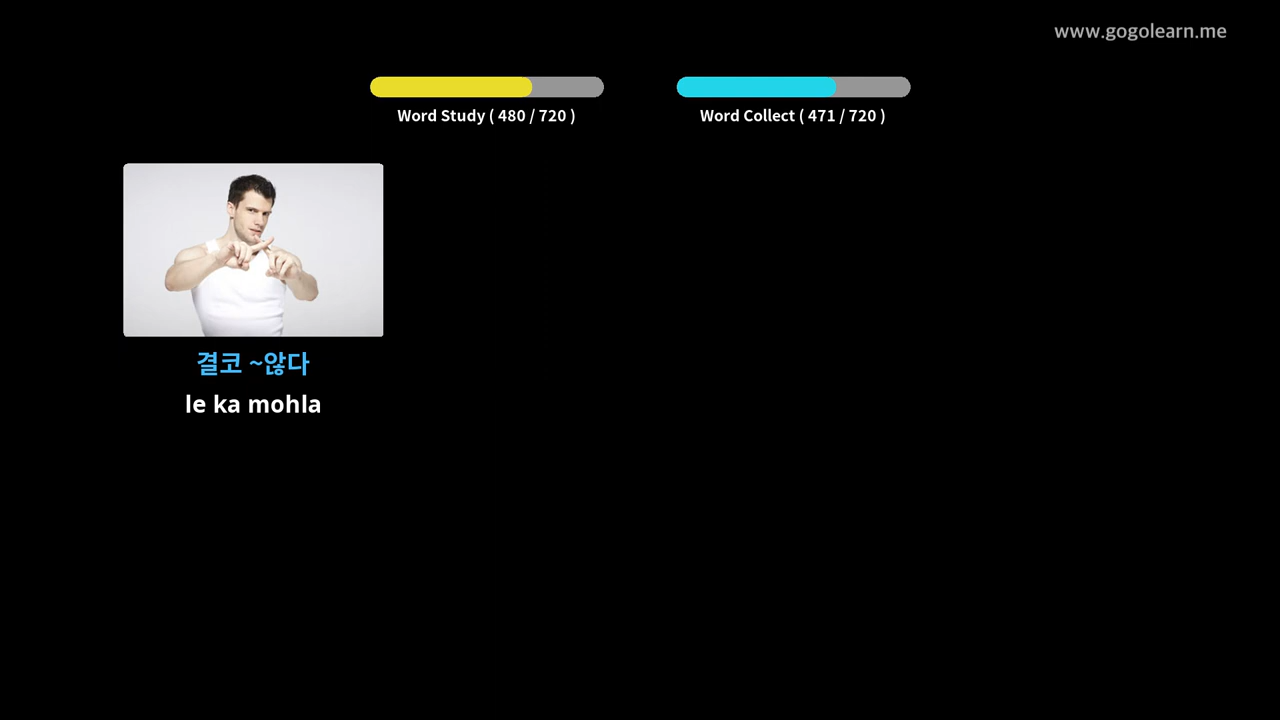 www.gogolearn.me
Word Study ( 480 / 720 )
Word Collect ( 471 / 720 )
결코 ~않다
le ka mohla